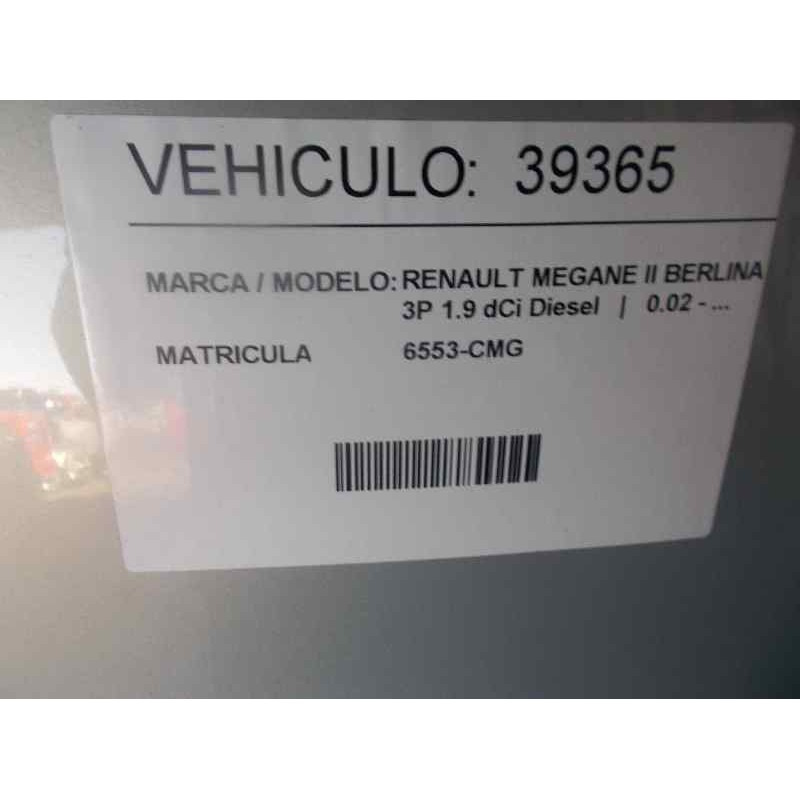 VEHICULO: 39365
MARCA / MODELO: RENAULT MEGANE II BERLINA
3P 1.9 dCi Diesel | 0.02 - ...
MATRICULA 6553-CMG